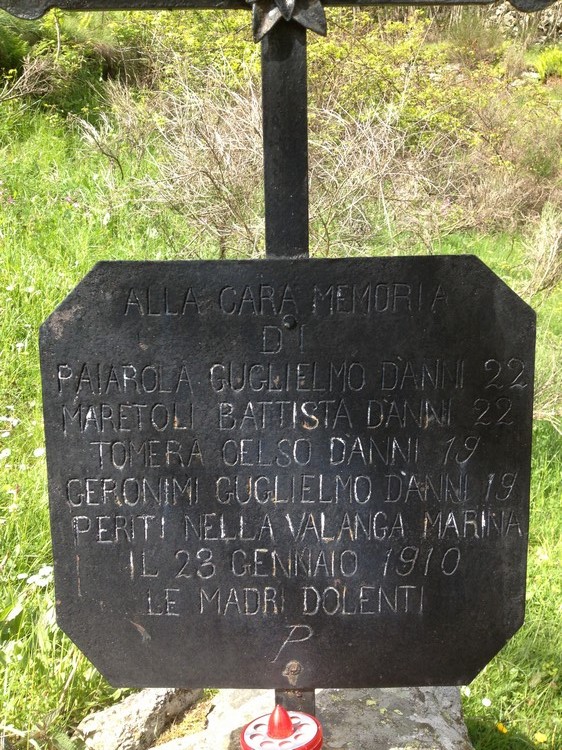 ALLA CARA MEMORIA
DI
PAIAROLA GUGLIELMO D'ANNI 22
MARETOLI BATTISTA D'ANNI 22
TOMERA CELSO D'ANNI 19
GERONIMI GUGLIELMO D'ANNI 19
PERITI NELLA VALANGA MARINA
IL 23 GENNAIO 1910
LE MADRI DOLENTI
P